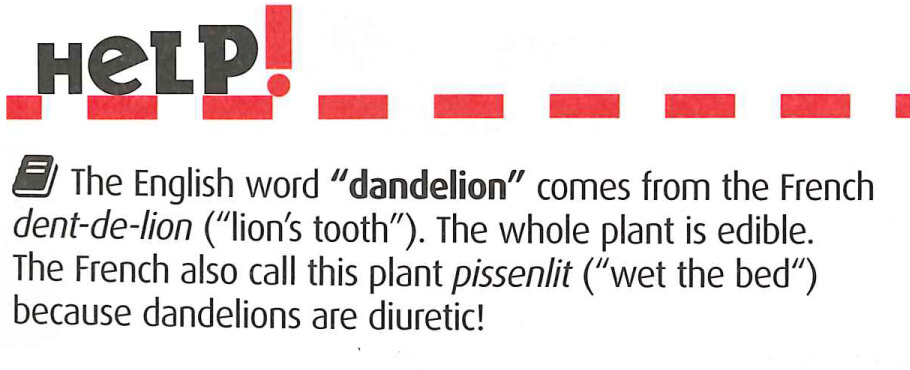 HeLP!
The English word "dandelion" comes from the French
dent-de-lion ("lion's tooth"). The whole plant is edible.
The French also call this plant pissenlit ("wet the bed")
because dandelions are diuretic!